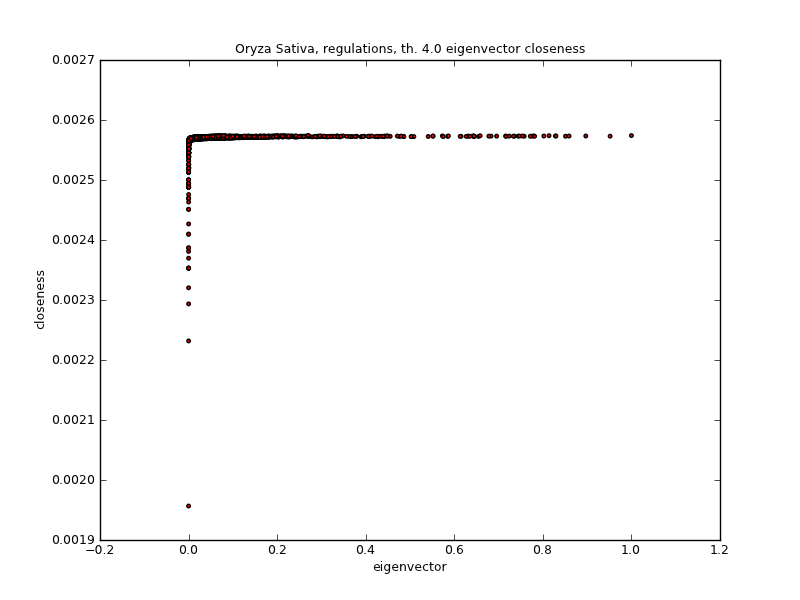 Oryza Sativa, regulations, th. 4.0 eigenvector closeness
0.0027
0.0026
0.0025
0.0024
0.0023
0.0022
0.0021
0.0020
0.0019
closeness
−0.2 0.0 0.2 0.4 0.6 0.8 1.0 1.2
eigenvector